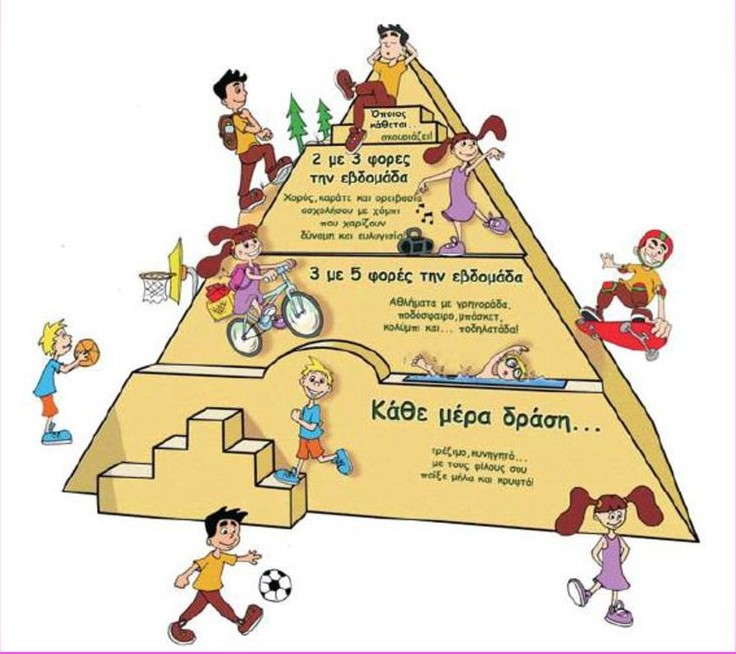 Όποιος
κάθεται...
σκουριάζει!
2 με 3 φορες
την εβδομάδα
Χορός, καράτε και ορειβασία
ασχολήσου με χόμπι
που χαρίζουν
δύναμη και ευλυγισία
3 με 5 φορές την εβδομάδα
Αθλήματα με γρηγοράδα,
ποδόσφαιρο, μπάσκετ,
κολύμπι και... ποδηλατάδα!
Κάθε μέρα δράση...
τρέξιμο, κυνηγητό...
με τους φίλους σου
παίξε μήλα και κρυφτό!